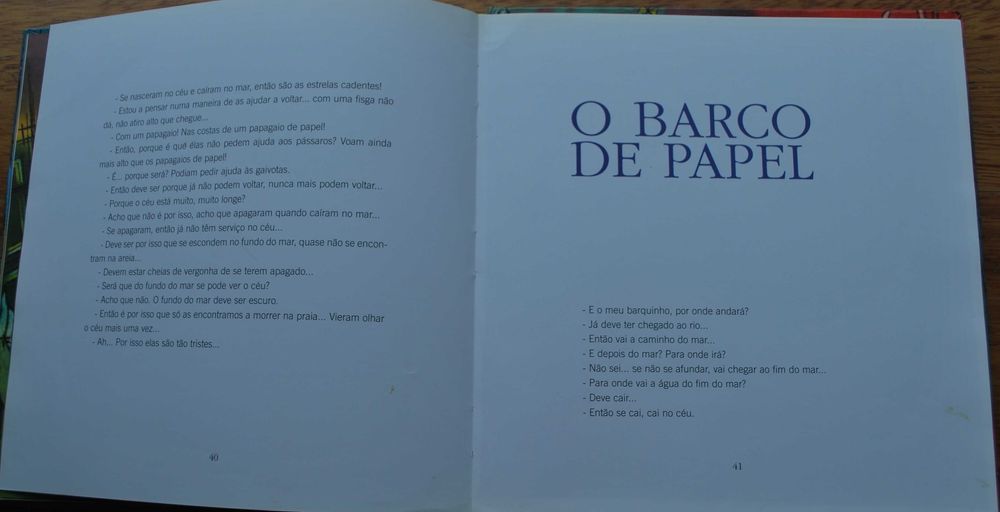 - Se nasceram no céu e caíram no mar, então são as estrelas cadentes!
- Estou a pensar numa maneira de as ajudar a voltar... com uma fisga não
dá, não atiro alto que chegue...
- Com um papagaio! Nas costas de um papagaio de papel!
- Então, porque é que elas não pedem ajuda aos pássaros? Voam ainda
mais alto que os papagaios de papel!
- É... porque será? Podiam pedir ajuda às gaivotas.
- Então deve ser porque já não podem voltar, nunca mais podem voltar...
- Porque o céu está muito, muito longe?
- Acho que não é por isso, acho que apagaram quando caíram no mar...
- Se apagaram, então já não têm serviço no céu...
- Deve ser por isso que se escondem no fundo do mar, quase não se encon-
tram na areia...
- Devem estar cheias de vergonha de se terem apagado...
- Será que do fundo do mar se pode ver o céu?
- Acho que não. O fundo do mar deve ser escuro.
- Então é por isso que só as encontramos a morrer na praia... Vieram olhar
o céu mais uma vez...
- Ah... Por isso elas são tão tristes...
40
O BARCO
DE PAPEL
- E o meu barquinho, por onde andará?
- Já deve ter chegado ao rio...
- Então vai a caminho do mar...
- E depois do mar? Para onde irá?
- Não sei... se não se afundar, vai chegar ao fim do mar...
- Para onde vai a água do fim do mar?
- Deve cair...
- Então se cai, cai no céu.
41